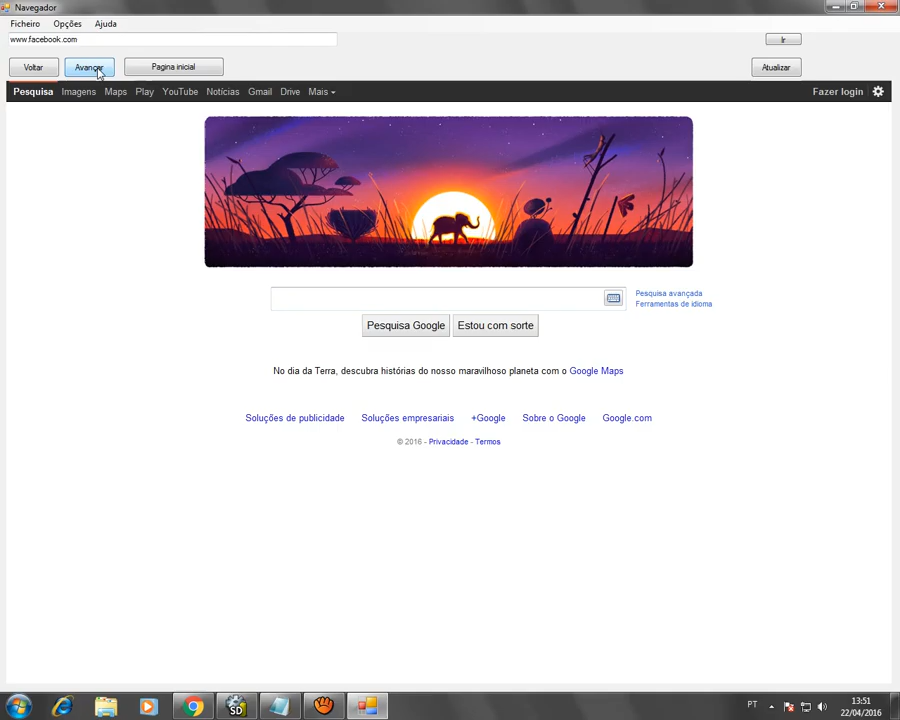 Navegador
Ficheiro Opções Ajuda
www.facebook.com Ir
Voltar Avançar Pagina inicial Atualizar
Pesquisa Imagens Maps Play YouTube Notícias Gmail Drive Mais Fazer login
Pesquisa avançada
Ferramentas de idioma
Pesquisa Google Estou com sorte
No dia da Terra, descubra histórias do nosso maravilhoso planeta com o Google Maps
Soluções de publicidade Soluções empresariais +Google Sobre o Google Google.com
© 2016 - Privacidade - Termos
SD PT 13:51
22/04/2016